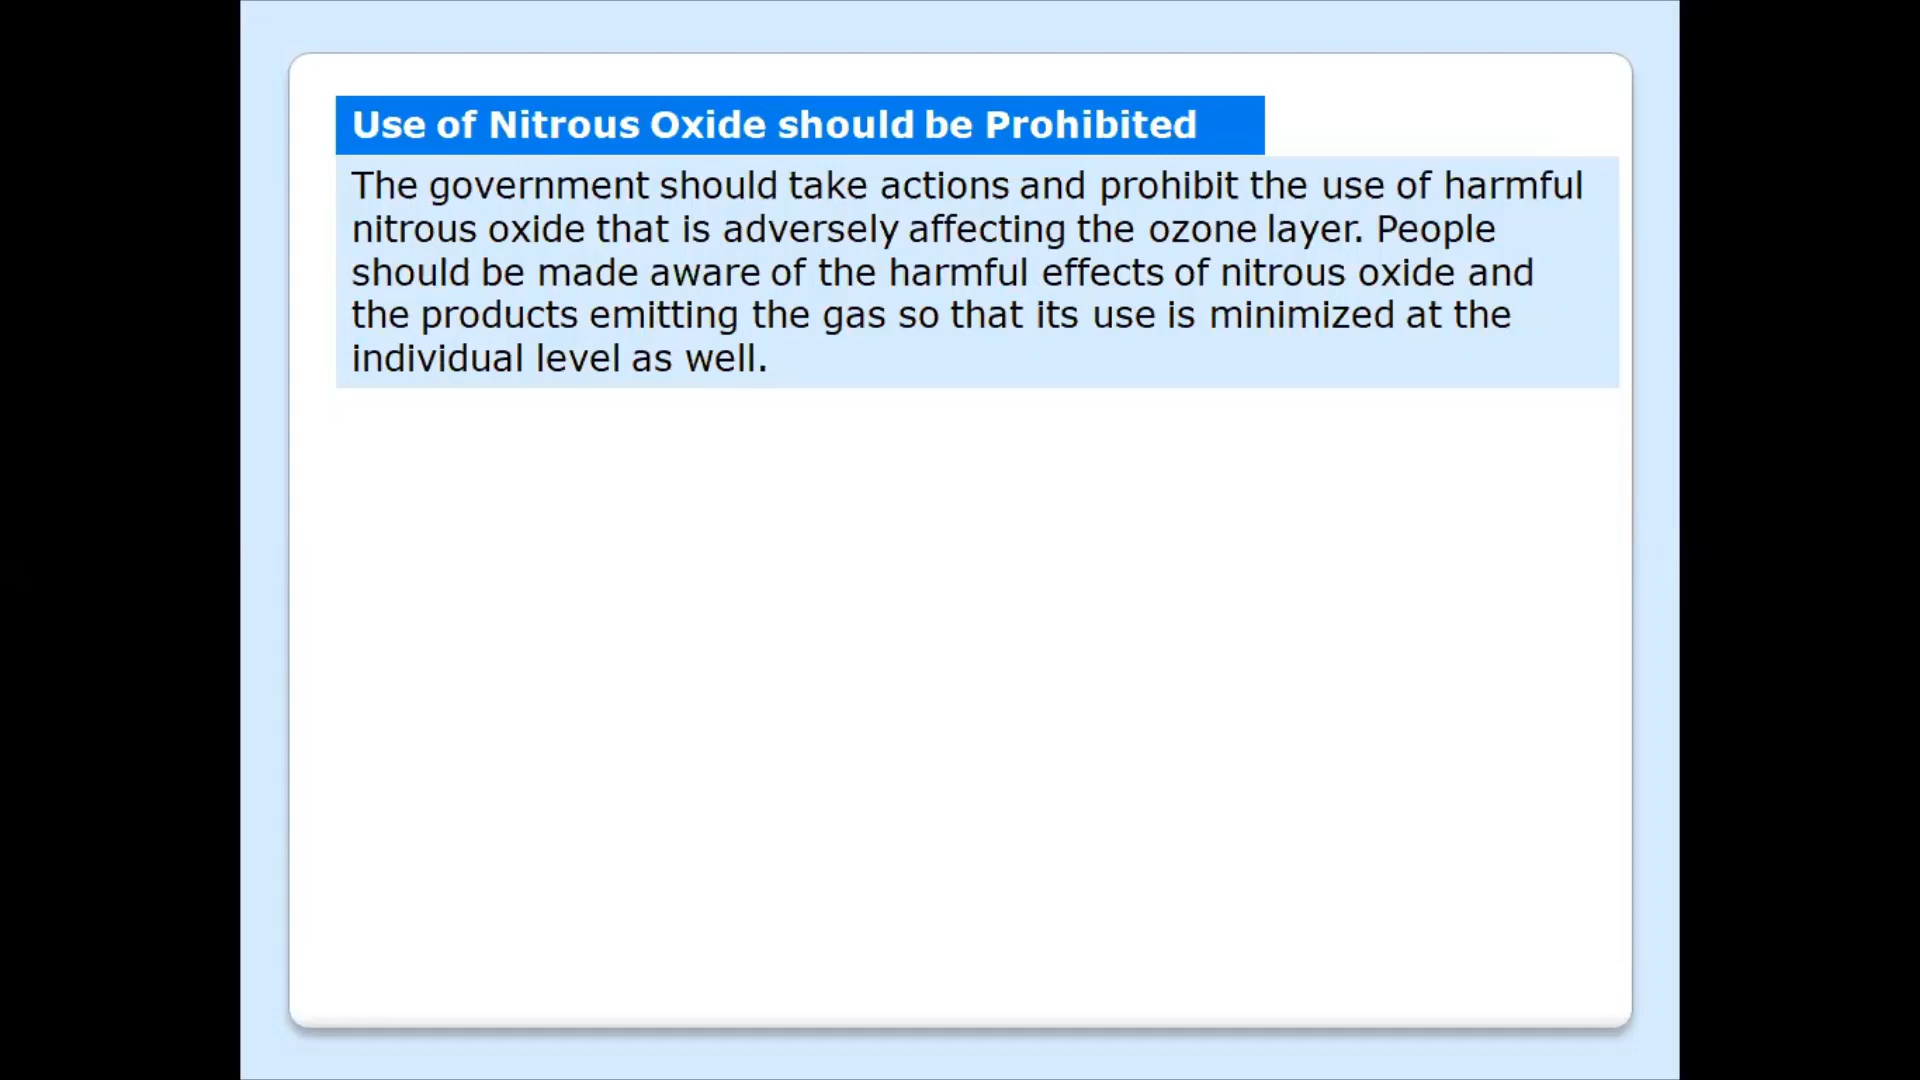 Use of Nitrous Oxide should be Prohibited
The government should take actions and prohibit the use of harmful
nitrous oxide that is adversely affecting the ozone layer. People
should be made aware of the harmful effects of nitrous oxide and
the products emitting the gas so that its use is minimized at the
individual level as well.